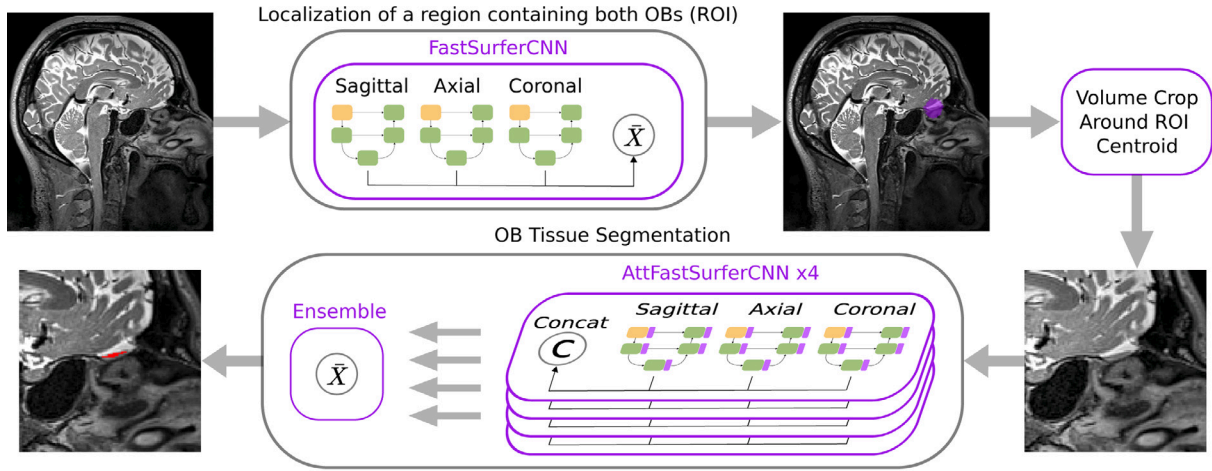 Localization of a region containing both OBs (ROI)
FastSurferCNN
Sagittal Axial Coronal
X̄
Volume Crop
Around ROI
Centroid
OB Tissue Segmentation
AttFastSurferCNN x4
Ensemble
X̄
Concat
C
Sagittal Axial Coronal